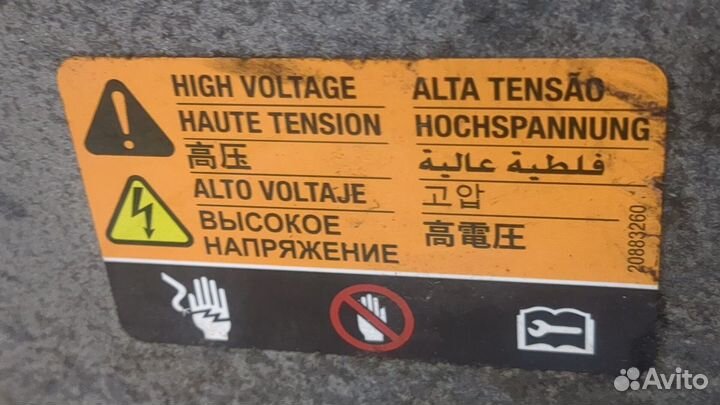 HIGH VOLTAGE
HAUTE TENSION
高压
ALTO VOLTAJE
ВЫСОКОЕ
НАПРЯЖЕНИЕ
ALTA TENSÃO
HOCHSPANNUNG
فلطية عالية
고압
高電圧
20883260
Avito